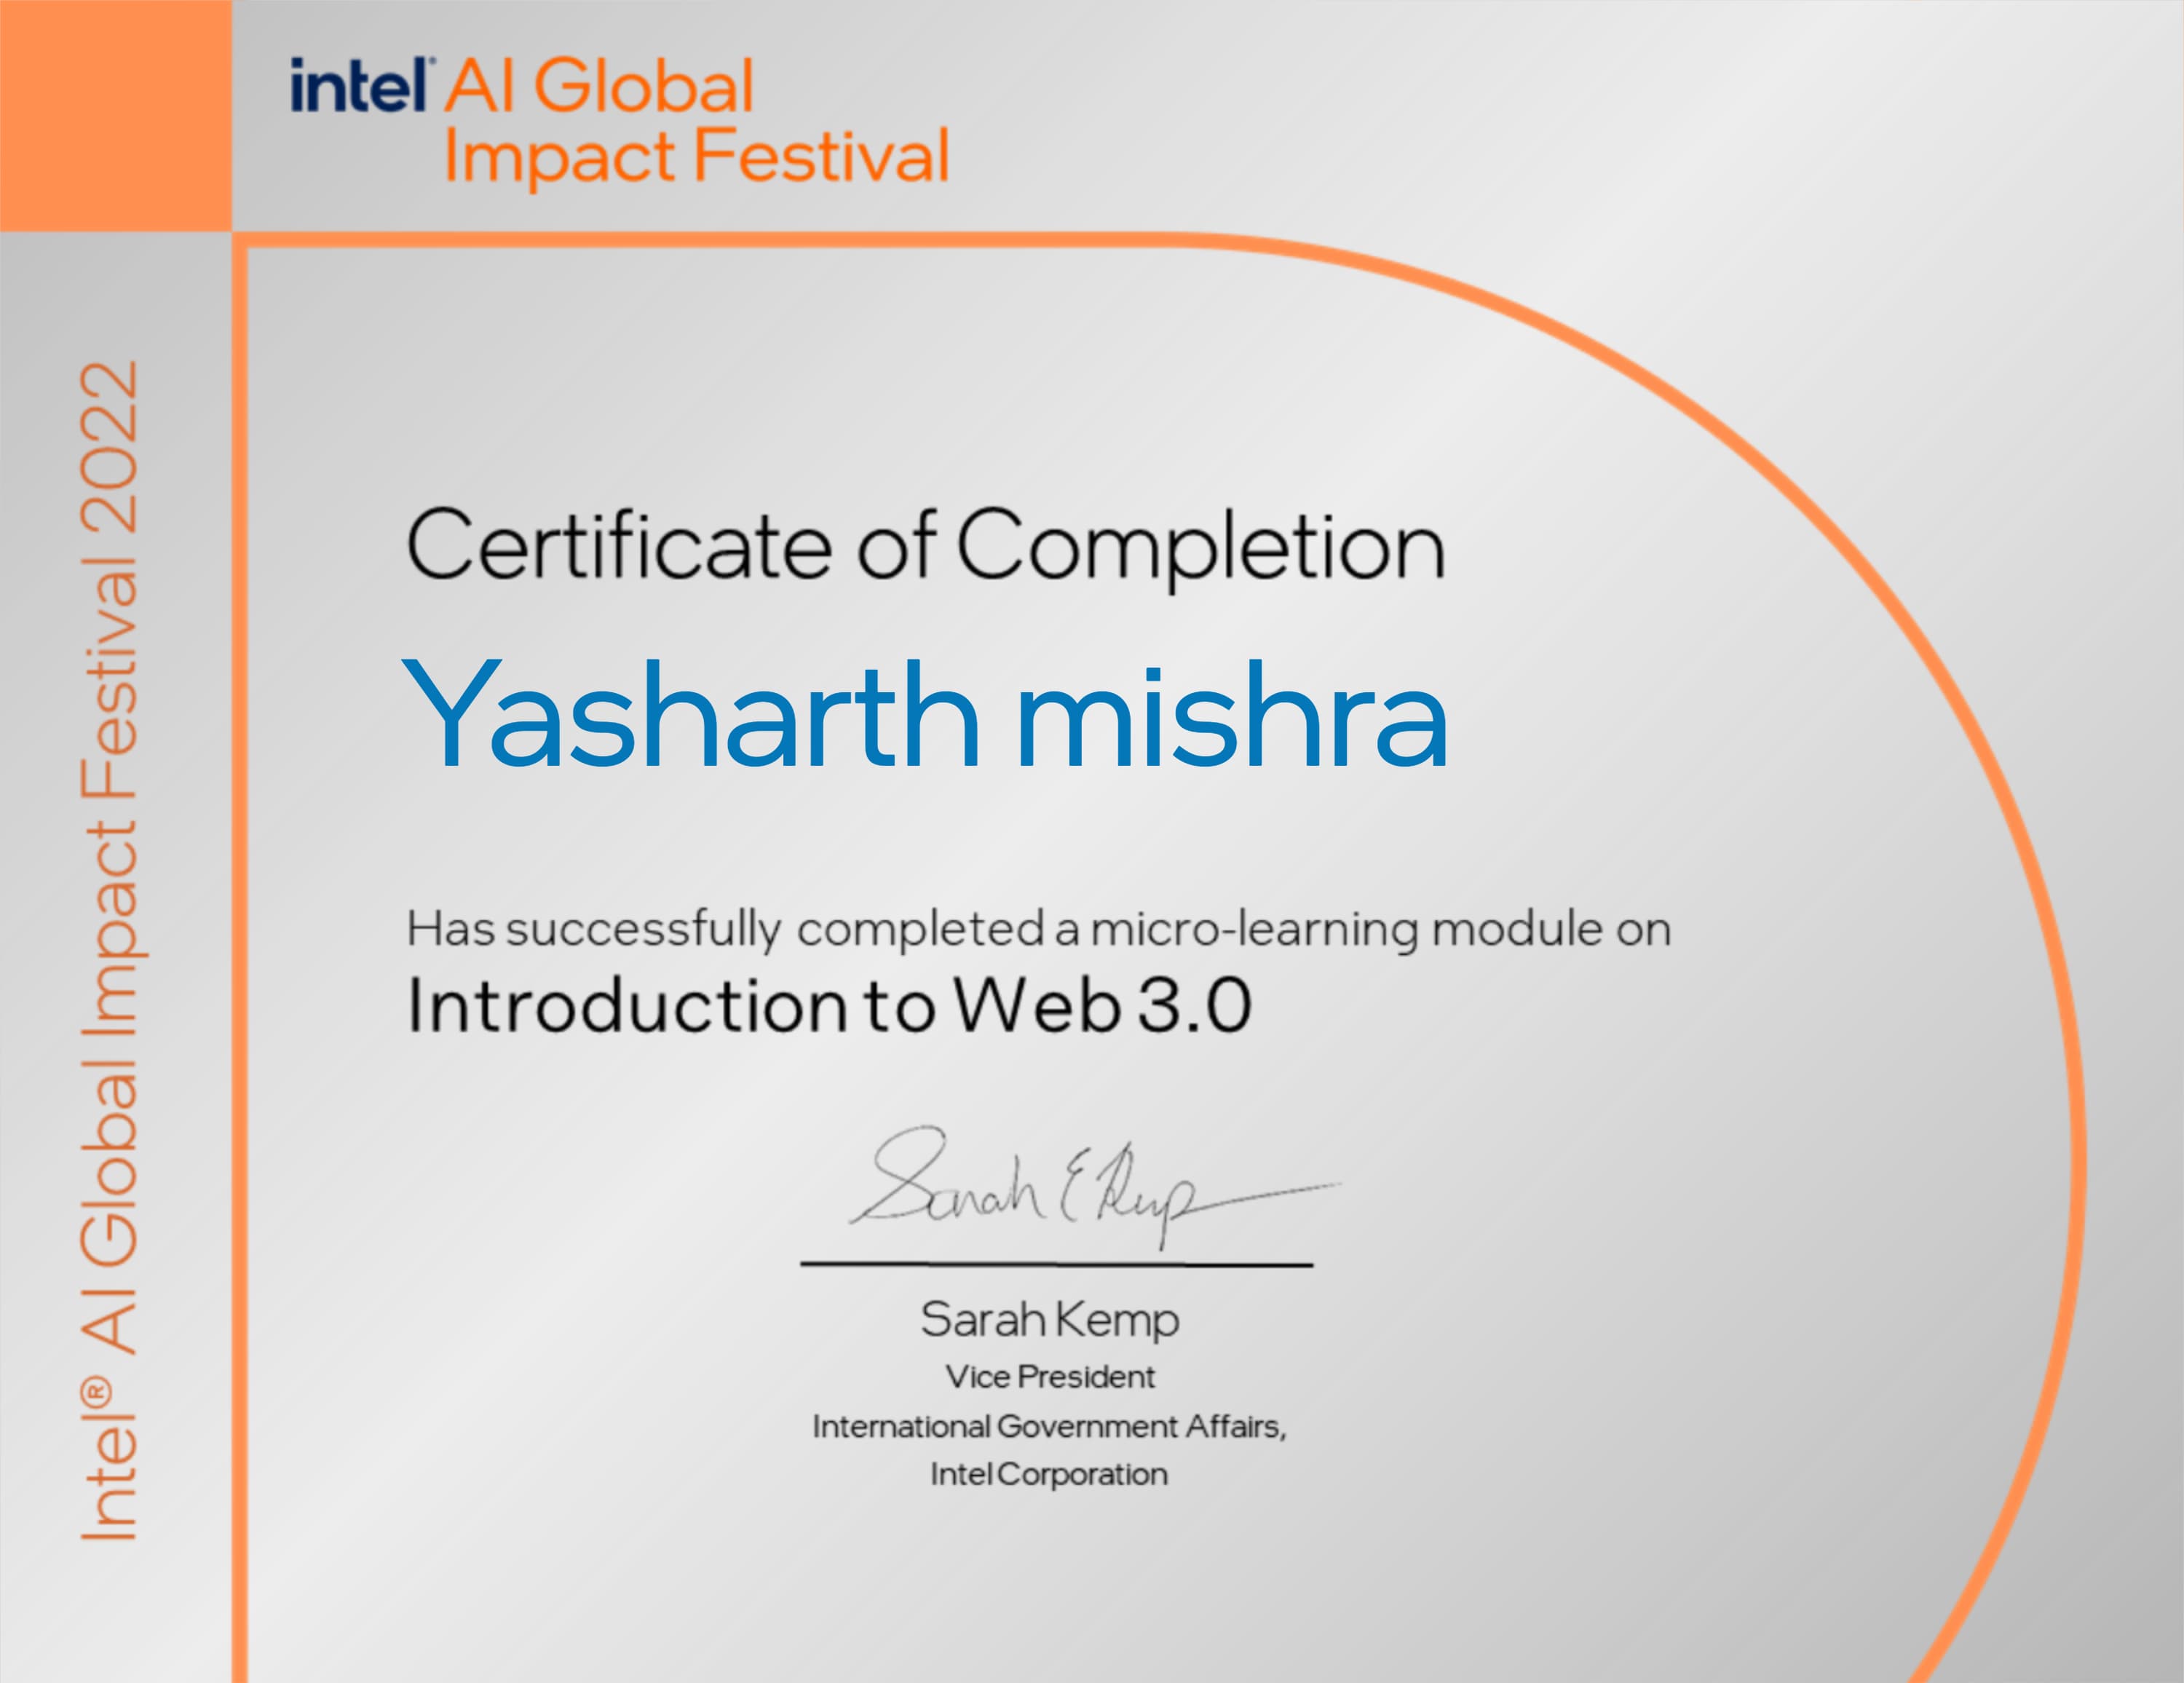 intel® AI Global
Impact Festival
Intel® AI Global Impact Festival 2022
Certificate of Completion
Yasharth mishra
Has successfully completed a micro-learning module on
Introduction to Web 3.0
Sarah E Kemp
Sarah Kemp
Vice President
International Government Affairs,
Intel Corporation